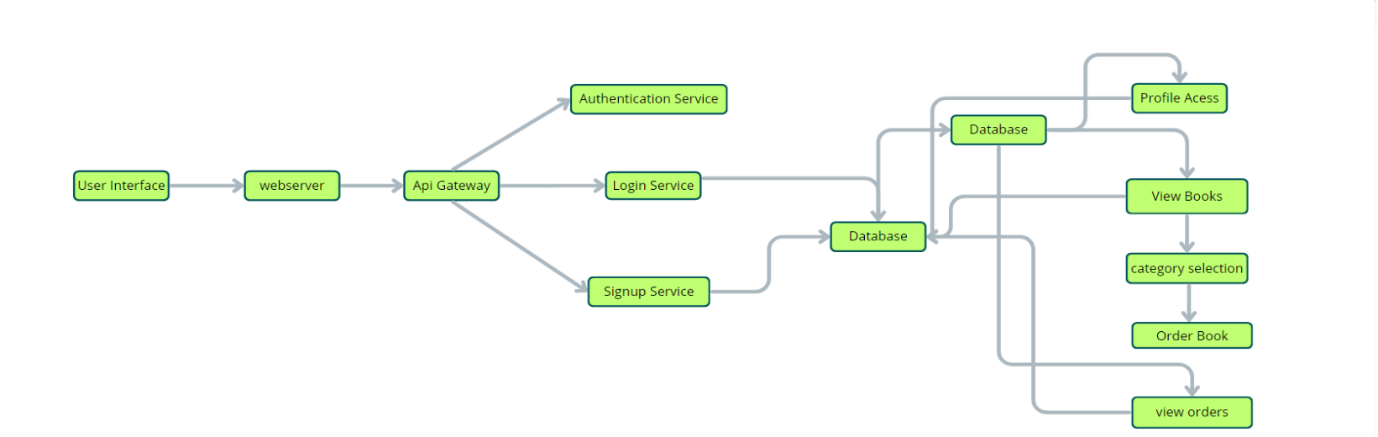 User Interface
webserver
Api Gateway
Authentication Service
Login Service
Signup Service
Database
Database
Profile Acess
View Books
category selection
Order Book
view orders